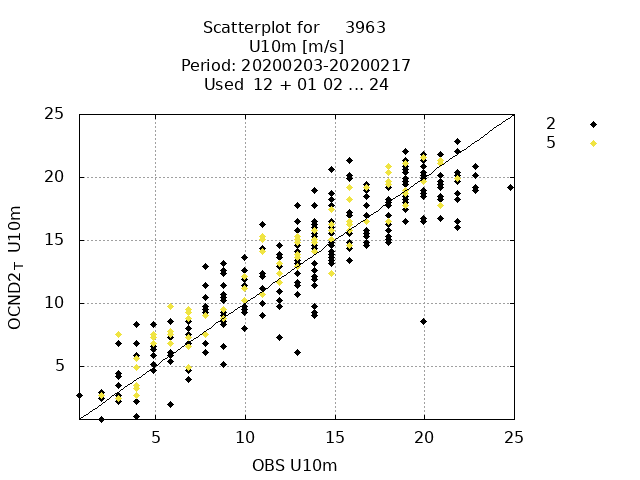 Scatterplot for 3963
U10m [m/s]
Period: 20200203-20200217
Used 12 + 01 02 ... 24
25
20
15
10
5
5
10
15
20
25
OCND2_T U10m
OBS U10m
2
5